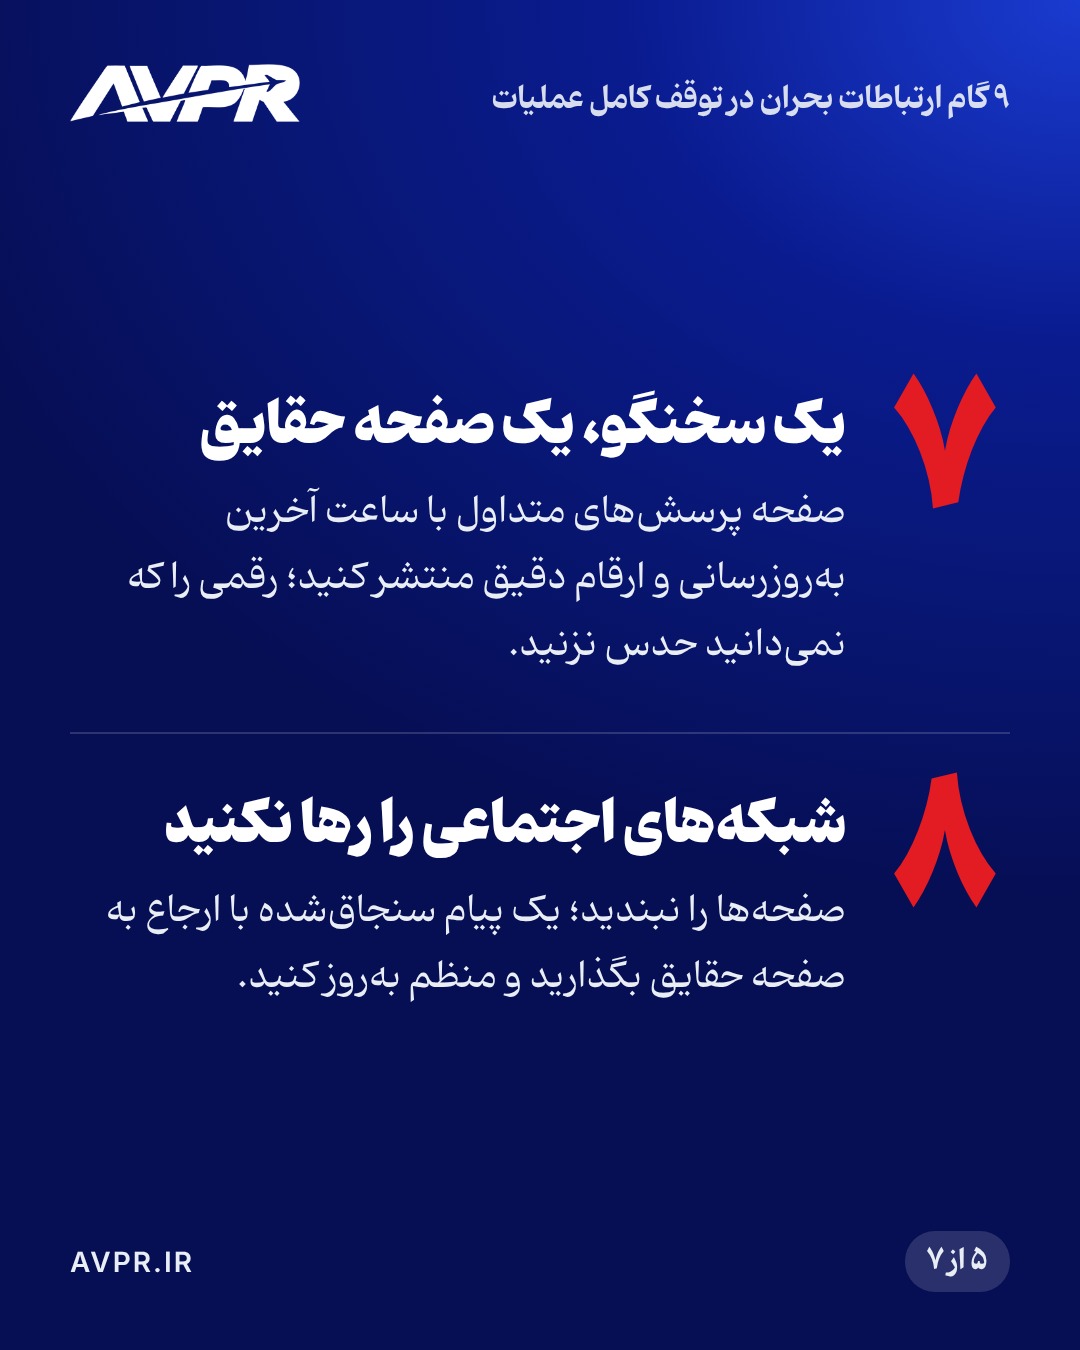 AVPR
۹ گام ارتباطات بحران در توقف کامل عملیات
۷
یک سخنگو، یک صفحه حقایق
صفحه پرسش‌های متداول با ساعت آخرین
به‌روزرسانی و ارقام دقیق منتشر کنید؛ رقمی را که
نمی‌دانید حدس نزنید.
۸
شبکه‌های اجتماعی را رها نکنید
صفحه‌ها را نبندید؛ یک پیام سنجاق‌شده با ارجاع به
صفحه حقایق بگذارید و منظم به‌روز کنید.
۵ از ۷
AVPR.IR